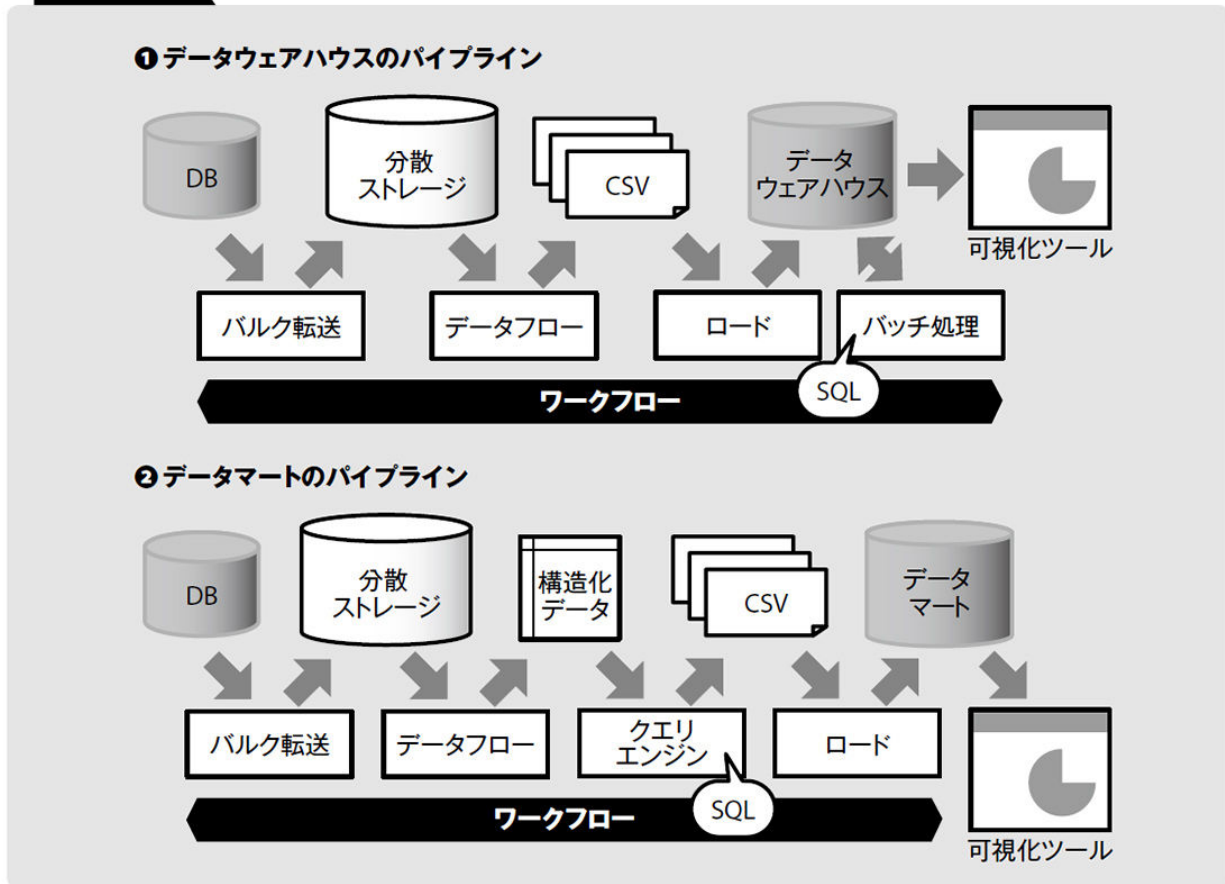 ❶データウェアハウスのパイプライン
DB
分散
ストレージ
CSV
データ
ウェアハウス
可視化ツール
バルク転送
データフロー
ロード
バッチ処理
SQL
ワークフロー
❷データマートのパイプライン
DB
分散
ストレージ
構造化
データ
CSV
データ
マート
バルク転送
データフロー
クエリ
エンジン
ロード
SQL
ワークフロー
可視化ツール